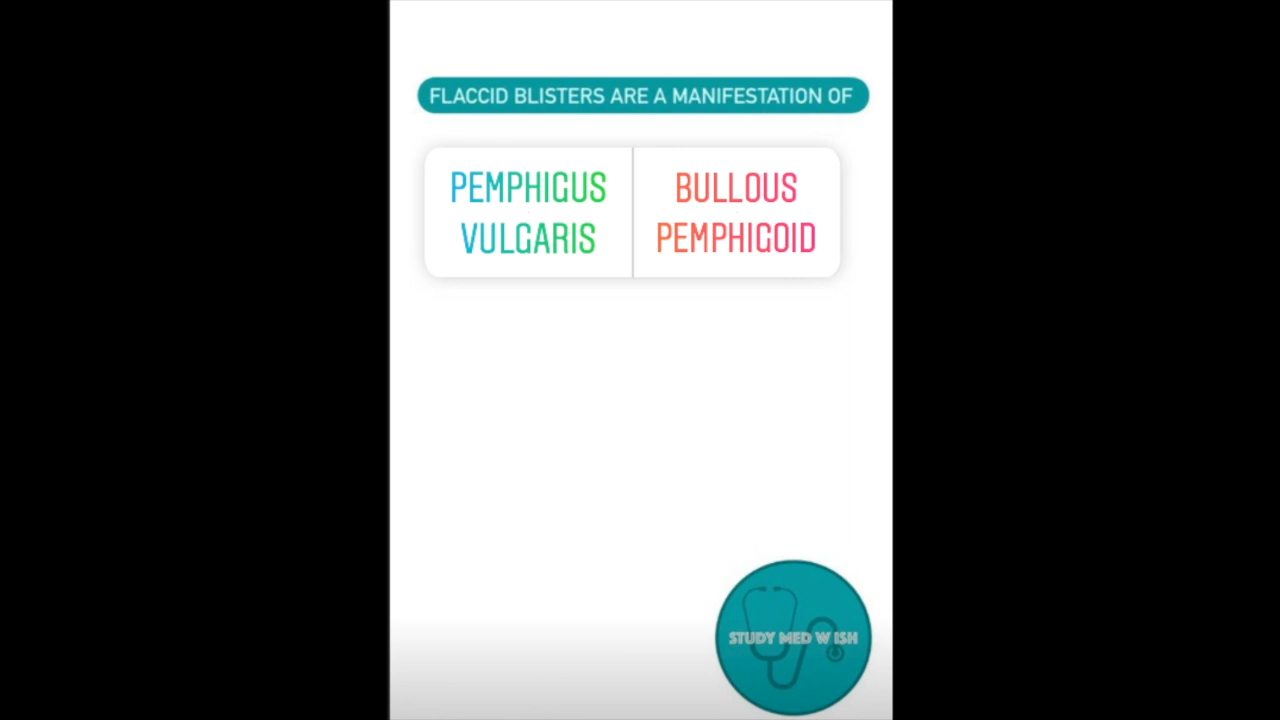 FLACCID BLISTERS ARE A MANIFESTATION OF
PEMPHIGUS
VULGARIS
BULLOUS
PEMPHIGOID
STUDY MED W ISH